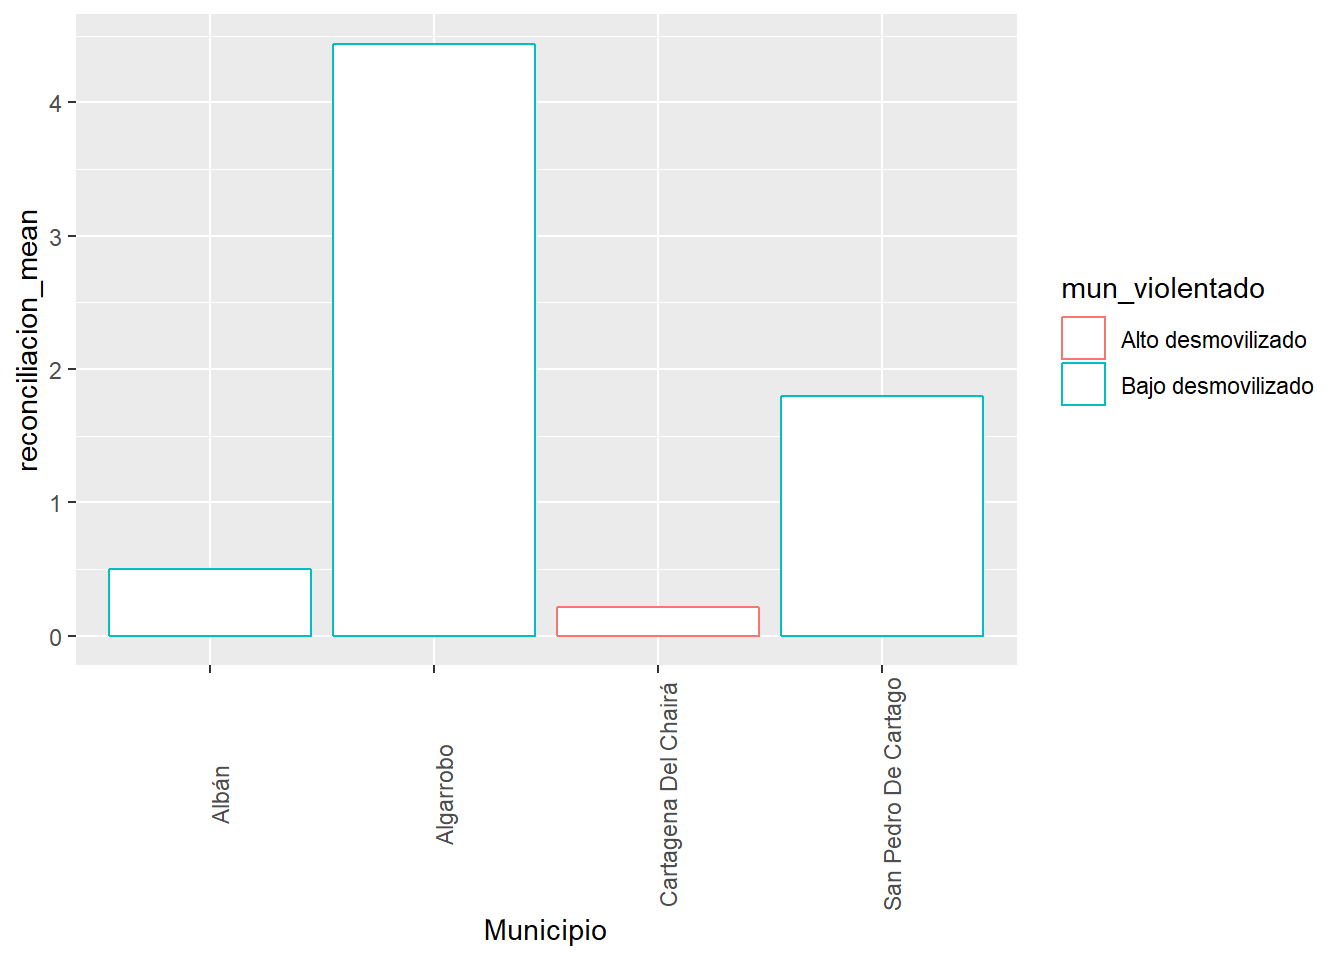 reconciliacion_mean
4
3
2
1
0
Albán
Algarrobo
Cartagena Del Chairá
San Pedro De Cartago
Municipio
mun_violentado
Alto desmovilizado
Bajo desmovilizado